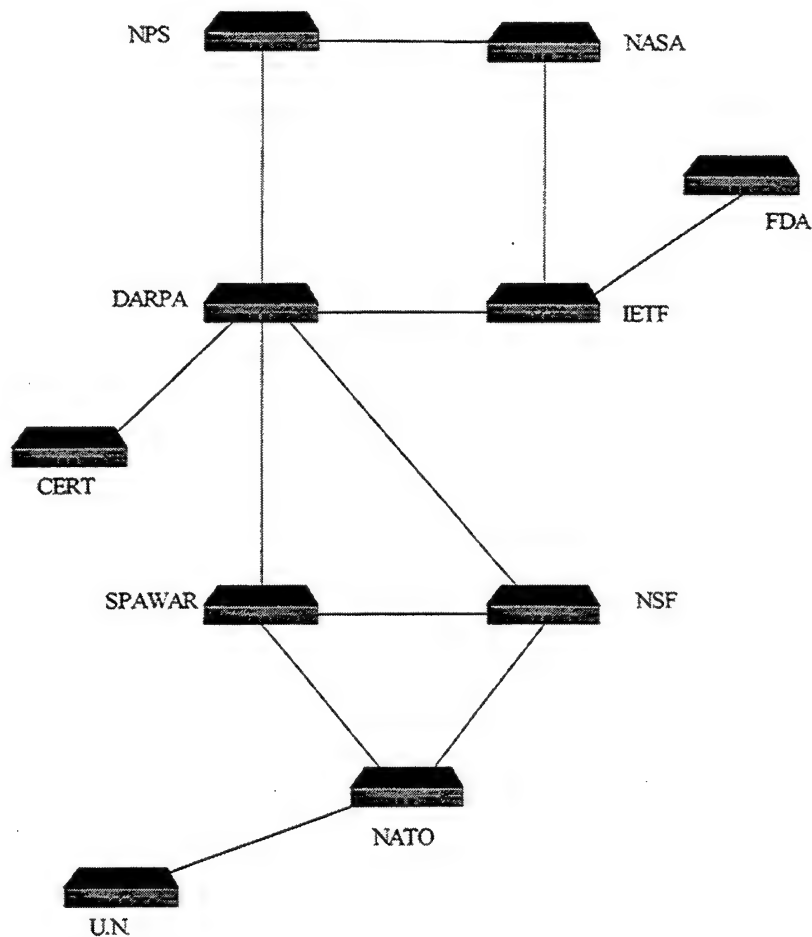 NPS
NASA
FDA
DARPA
IETF
CERT
SPAWAR
NSF
NATO
U.N.